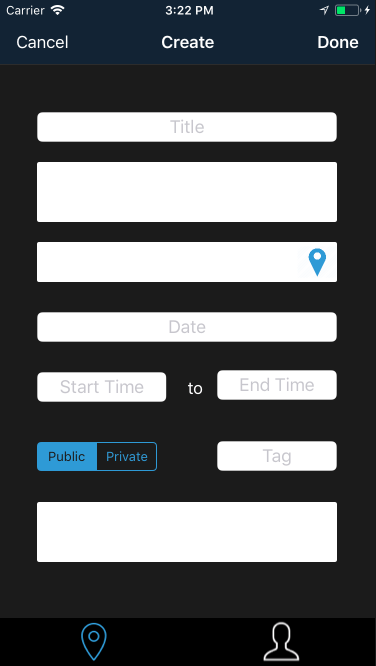 Carrier 3:22 PM
Cancel Create Done
Title
Date
Start Time to End Time
Public Private Tag